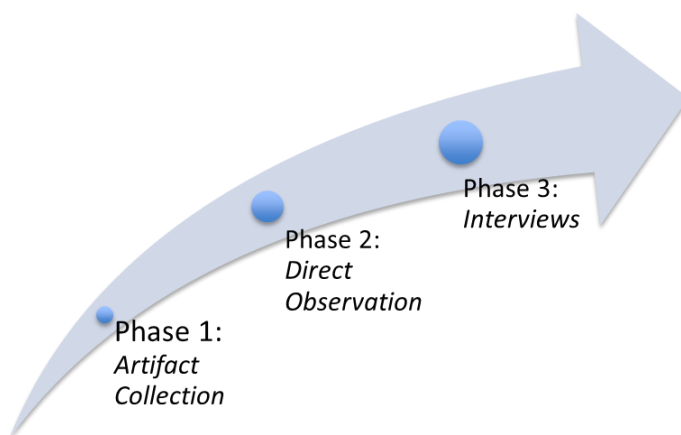 Phase 1:
Artifact
Collection
Phase 2:
Direct
Observation
Phase 3:
Interviews